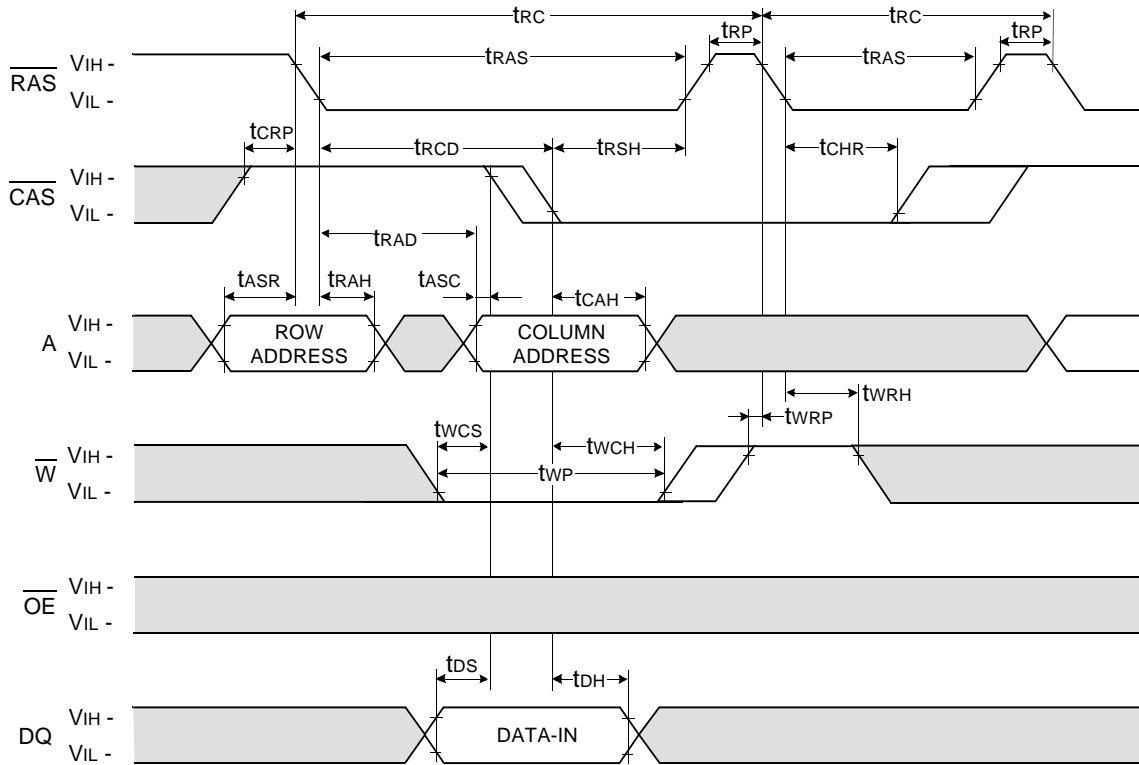 tRC tRC
tRP tRP
RAS VIH - tRAS tRAS
VIL -
tCRP tRCD tRSH tCHR
CAS VIH -
VIL -
tRAD
tASR tRAH tASC tCAH
A VIH - ROW ADDRESS COLUMN ADDRESS
VIL -
tWRH
tWRP
tWCS tWCH
W VIH - tWP
VIL -
OE VIH -
VIL -
tDS tDH
DQ VIH - DATA-IN
VIL -